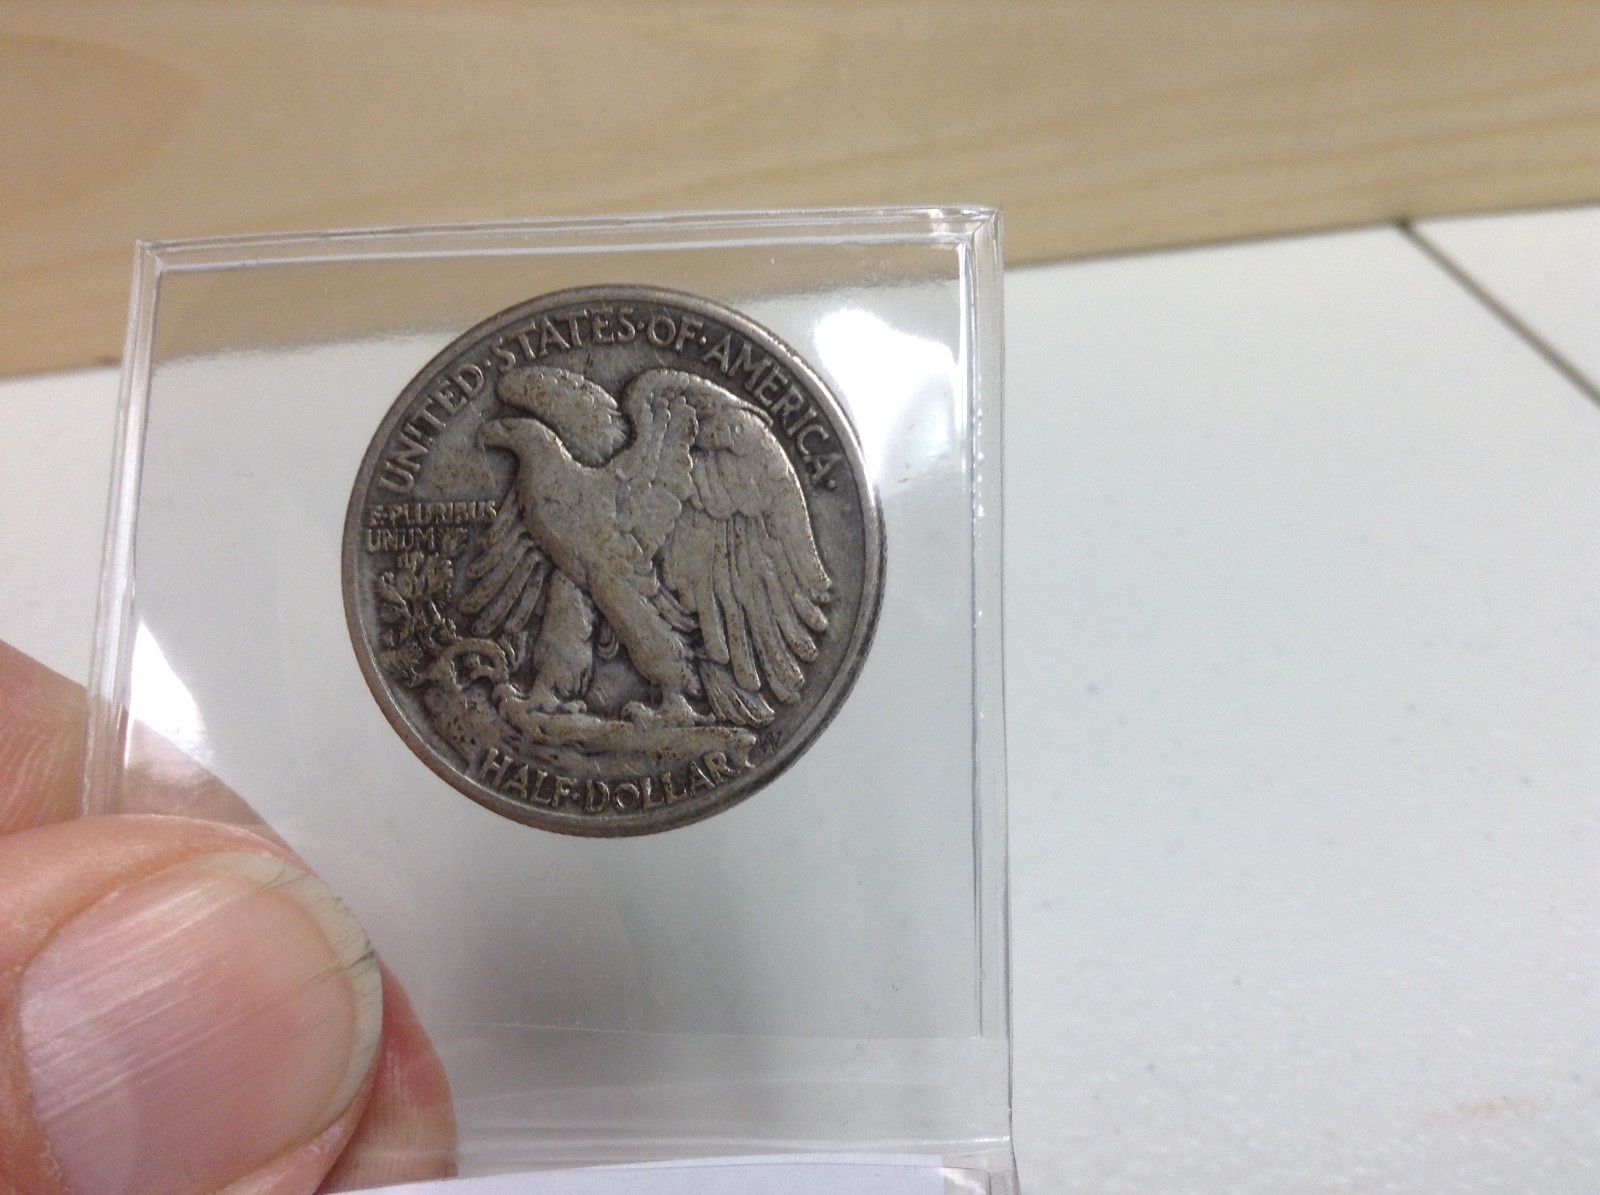 UNITED·STATES·OF·AMERICA·
E·PLURIBUS
UNUM
HALF·DOLLAR